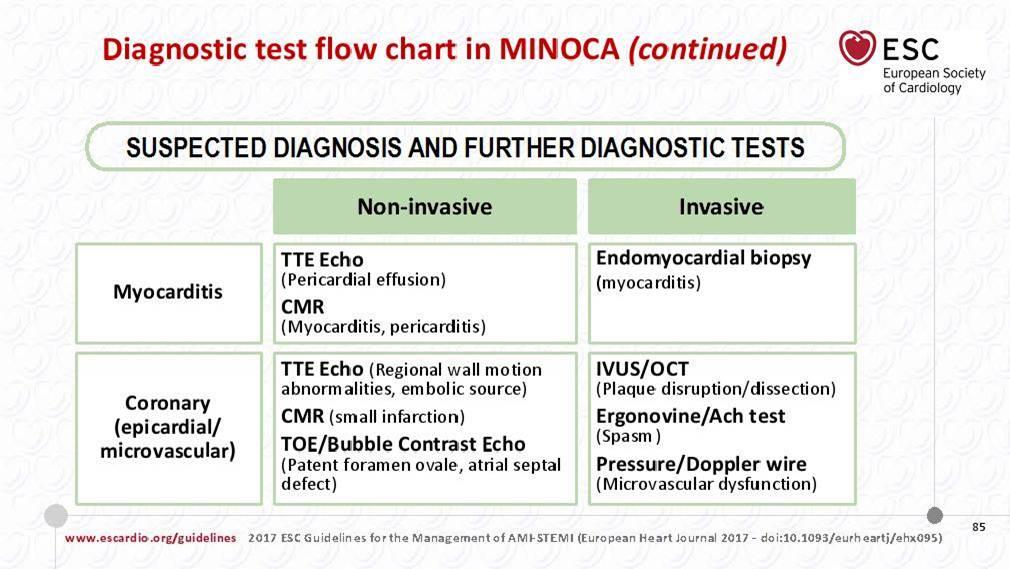 Diagnostic test flow chart in MINOCA (continued)
ESC
European Society
of Cardiology
SUSPECTED DIAGNOSIS AND FURTHER DIAGNOSTIC TESTS
Non-invasive
Invasive
Myocarditis
TTE Echo
(Pericardial effusion)
CMR
(Myocarditis, pericarditis)
Endomyocardial biopsy
(myocarditis)
Coronary
(epicardial/
microvascular)
TTE Echo (Regional wall motion
abnormalities, embolic source)
CMR (small infarction)
TOE/Bubble Contrast Echo
(Patent foramen ovale, atrial septal
defect)
IVUS/OCT
(Plaque disruption/dissection)
Ergonovine/Ach test
(Spasm)
Pressure/Doppler wire
(Microvascular dysfunction)
85
www.escardio.org/guidelines 2017 ESC Guidelines for the Management of AMI-STEMI (European Heart Journal 2017 - doi:10.1093/eurheartj/ehx095)